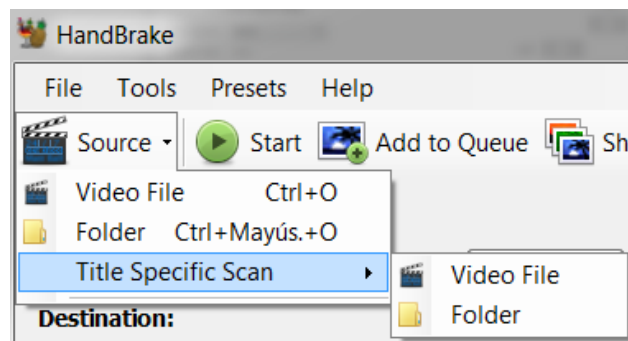 HandBrake
File Tools Presets Help
Source Start Add to Queue Sh
Video File Ctrl+O
Folder Ctrl+Mayús.+O
Title Specific Scan
Video File
Folder
Destination: